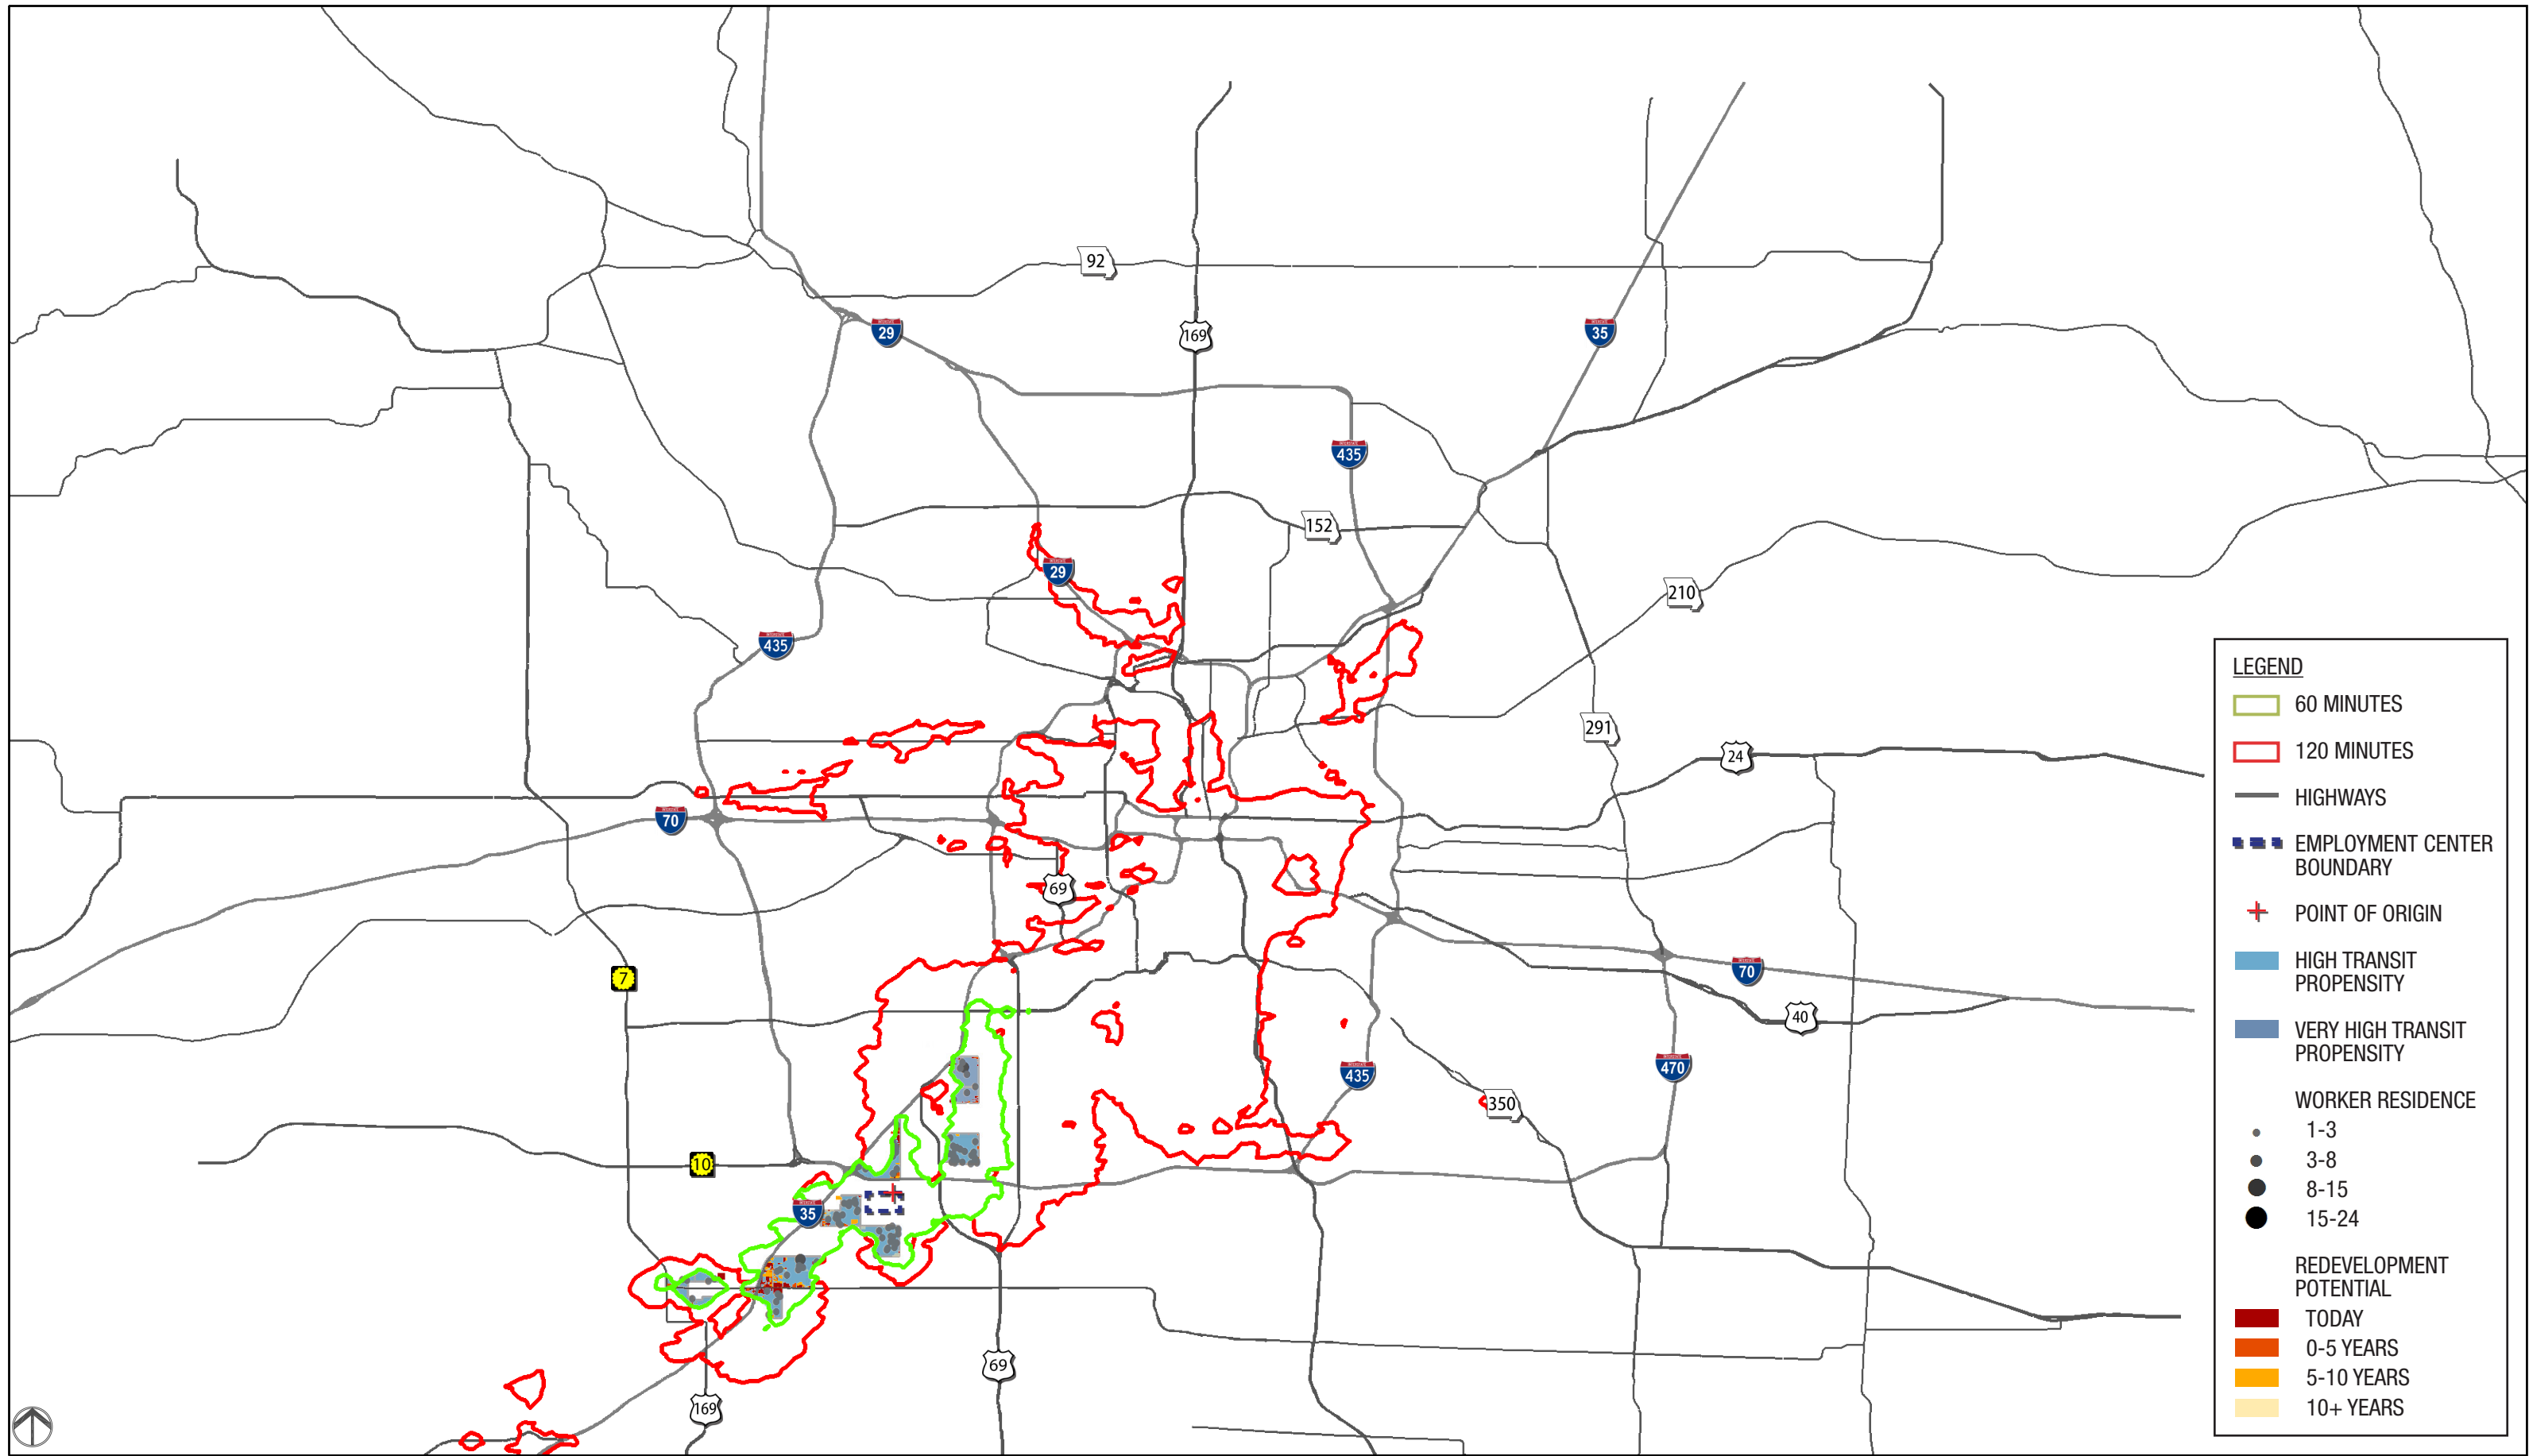 92
29
169
35
435
152
29
210
435
291
24
70
69
7
70
40
435
470
350
10
35
69
169
LEGEND
60 MINUTES
120 MINUTES
HIGHWAYS
EMPLOYMENT CENTER
BOUNDARY
POINT OF ORIGIN
HIGH TRANSIT
PROPENSITY
VERY HIGH TRANSIT
PROPENSITY
WORKER RESIDENCE
1-3
3-8
8-15
15-24
REDEVELOPMENT
POTENTIAL
TODAY
0-5 YEARS
5-10 YEARS
10+ YEARS